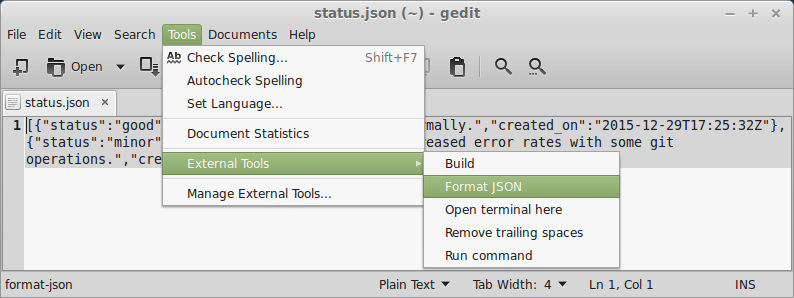 status.json (~) - gedit
File Edit View Search Tools Documents Help
Open
Check Spelling... Shift+F7
Autocheck Spelling
Set Language...
Document Statistics
External Tools
Manage External Tools...
Build
Format JSON
Open terminal here
Remove trailing spaces
Run command
status.json ×
1 [{"status":"good" mally.","created_on":"2015-12-29T17:25:32Z"},
{"status":"minor" eased error rates with some git
operations.","cre
format-json Plain Text Tab Width: 4 Ln 1, Col 1 INS